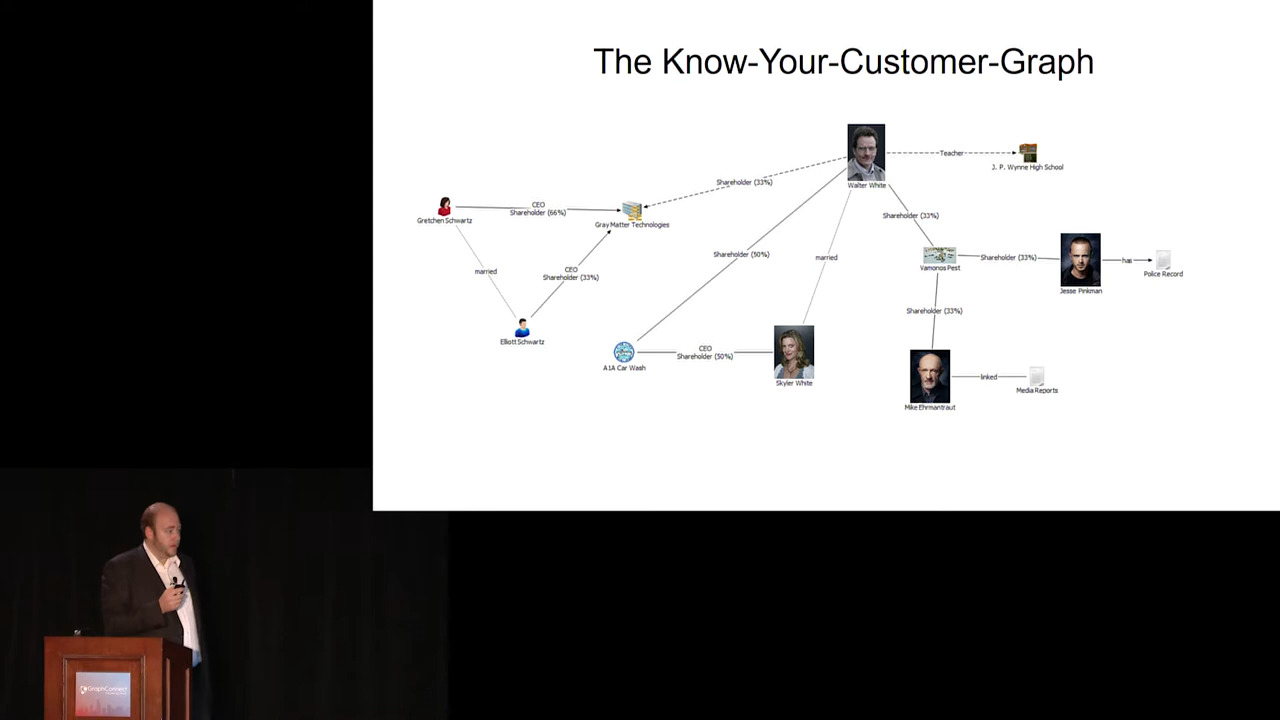 The Know-Your-Customer-Graph
Walter White
Teacher
J. P. Wynne High School
Shareholder (33%)
CEO
Shareholder (66%)
Gretchen Schwartz
Gray Matter Technologies
Shareholder (33%)
Shareholder (50%)
married
married
CEO
Shareholder (33%)
Elliott Schwartz
Vamonos Pest
Shareholder (33%)
Jesse Pinkman
has
Police Record
Shareholder (33%)
A1A Car Wash
CEO
Shareholder (50%)
Skyler White
Mike Ehrmantraut
linked
Media Reports
GraphConnect